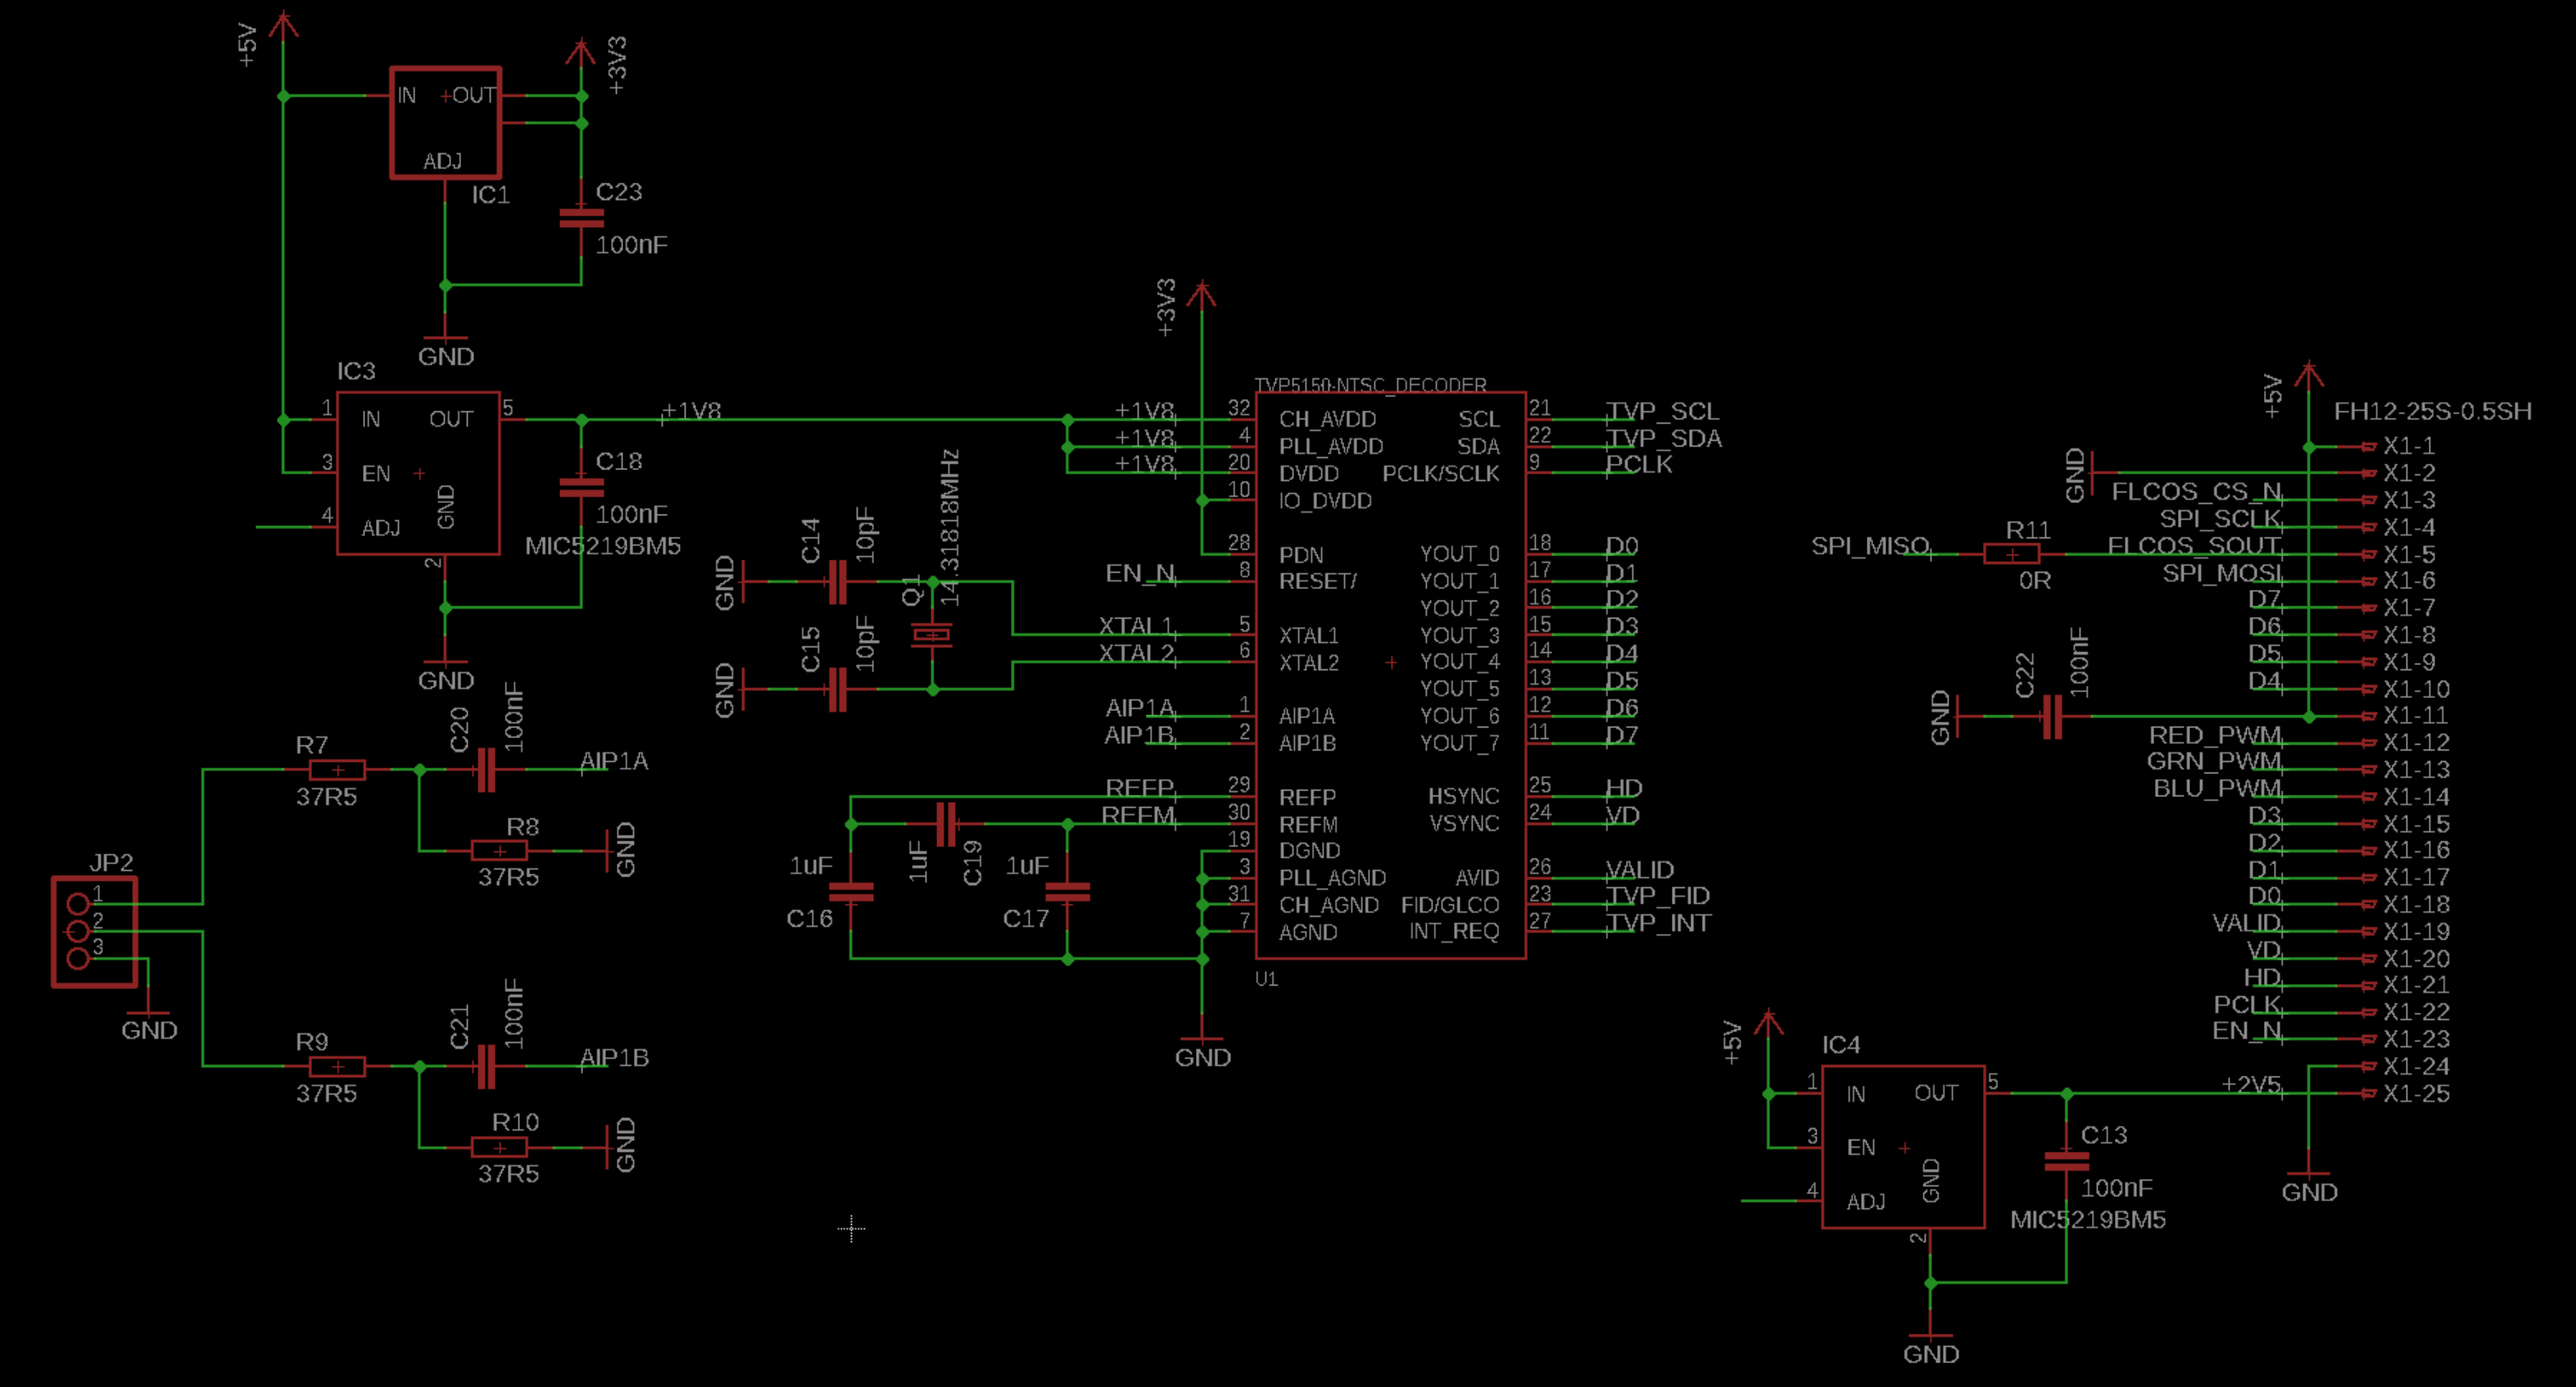 +5V
+3V3
IN
OUT
ADJ
IC1
C23
100nF
GND
IC3
1
IN
OUT
5
3
EN
4
ADJ
GND
2
+1V8
C18
100nF
MIC5219BM5
GND
R7
37R5
C20
100nF
AIP1A
R8
37R5
GND
JP2
1
2
3
GND
R9
37R5
C21
100nF
AIP1B
R10
37R5
GND
GND
C14
10pF
Q1
14.31818MHz
GND
C15
10pF
+3V3
TVP5150-NTSC_DECODER
+1V8
32
CH_AVDD
+1V8
4
PLL_AVDD
+1V8
20
DVDD
10
IO_DVDD
28
PDN
EN_N
8
RESET/
XTAL1
5
XTAL1
XTAL2
6
XTAL2
AIP1A
1
AIP1A
AIP1B
2
AIP1B
REFP
29
REFP
REFM
30
REFM
19
DGND
3
PLL_AGND
31
CH_AGND
7
AGND
U1
SCL
21
TVP_SCL
SDA
22
TVP_SDA
PCLK/SCLK
9
PCLK
YOUT_0
18
D0
YOUT_1
17
D1
YOUT_2
16
D2
YOUT_3
15
D3
YOUT_4
14
D4
YOUT_5
13
D5
YOUT_6
12
D6
YOUT_7
11
D7
HSYNC
25
HD
VSYNC
24
VD
AVID
26
VALID
FID/GLCO
23
TVP_FID
INT_REQ
27
TVP_INT
1uF
C16
1uF
C19
1uF
C17
GND
+5V
FH12-25S-0.5SH
X1-1
GND
X1-2
FLCOS_CS_N
X1-3
SPI_SCLK
X1-4
SPI_MISO
R11
0R
FLCOS_SOUT
X1-5
SPI_MOSI
X1-6
D7
X1-7
D6
X1-8
D5
X1-9
D4
X1-10
GND
C22
100nF
X1-11
RED_PWM
X1-12
GRN_PWM
X1-13
BLU_PWM
X1-14
D3
X1-15
D2
X1-16
D1
X1-17
D0
X1-18
VALID
X1-19
VD
X1-20
HD
X1-21
PCLK
X1-22
EN_N
X1-23
X1-24
+2V5
X1-25
GND
+5V
IC4
1
IN
OUT
5
3
EN
4
ADJ
GND
2
C13
100nF
MIC5219BM5
GND